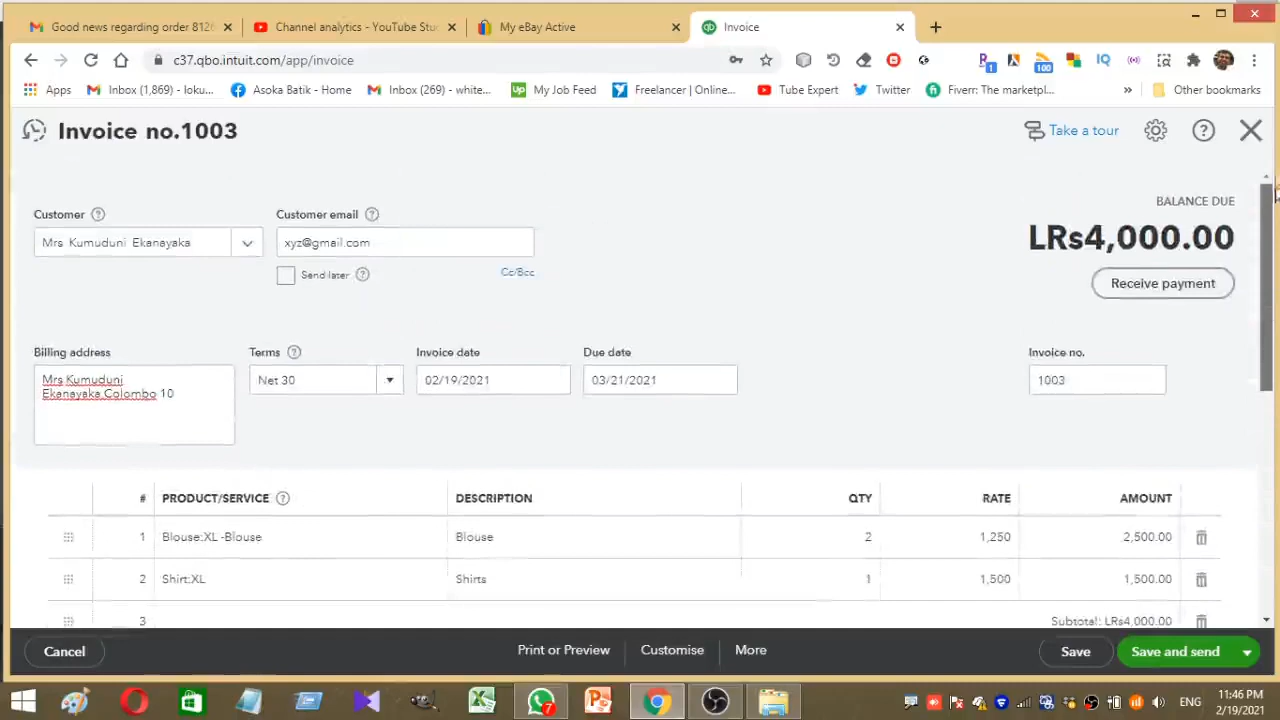 Good news regarding order 8126
Channel analytics - YouTube Stu
My eBay Active
Invoice
c37.qbo.intuit.com/app/invoice
1
100
IQ
Apps
Inbox (1,869) - loku...
Asoka Batik - Home
Inbox (269) - white...
Up My Job Feed
Freelancer | Online...
Tube Expert
Twitter
Fiverr: The marketpl...
»
Other bookmarks
Invoice no.1003
Take a tour
BALANCE DUE
Customer
Customer email
LRs4,000.00
Mrs Kumuduni Ekanayaka
xyz@gmail.com
Send later
Cc/Bcc
Receive payment
Billing address
Terms
Invoice date
Due date
Invoice no.
Mrs Kumuduni
Ekanayaka Colombo 10
Net 30
02/19/2021
03/21/2021
1003
# PRODUCT/SERVICE DESCRIPTION QTY RATE AMOUNT
1 Blouse:XL -Blouse Blouse 2 1,250 2,500.00
2 Shirt:XL Shirts 1 1,500 1,500.00
3 Subtotal: LRs4,000.00
Cancel
Print or Preview
Customise
More
Save
Save and send
7
ENG
11:46 PM
2/19/2021